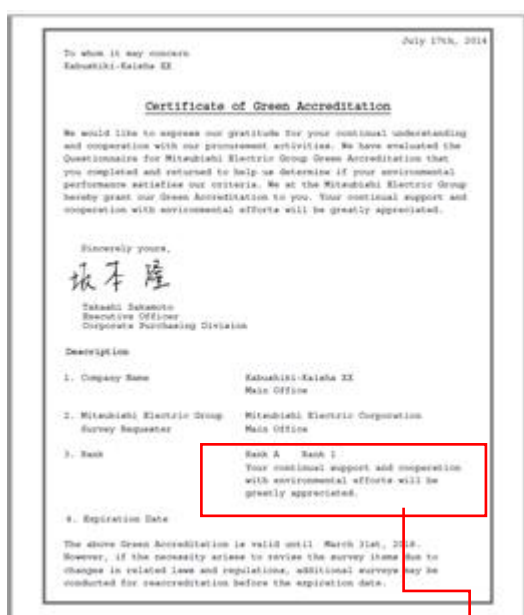 July 17th, 2014
To whom it may concern
Kabushiki-Kaisha XX
Certificate of Green Accreditation
We would like to express our gratitude for your continual understanding
and cooperation with our procurement activities. We have evaluated the
Questionnaire for Mitsubishi Electric Group Green Accreditation that
you completed and returned to help us determine if your environmental
performance satisfies our criteria. We at the Mitsubishi Electric Group
hereby grant our Green Accreditation to you. Your continual support and
cooperation with environmental efforts will be greatly appreciated.
Sincerely yours,
坂本 隆
Takashi Sakamoto
Executive Officer
Corporate Purchasing Division
Description
1. Company Name Kabushiki-Kaisha XX
Main Office
2. Mitsubishi Electric Group Mitsubishi Electric Corporation
Survey Requester Main Office
3. Rank Rank A Rank 1
Your continual support and cooperation
with environmental efforts will be
greatly appreciated.
4. Expiration Date
The above Green Accreditation is valid until March 31st, 2018.
However, if the necessity arises to revise the survey items due to
changes in related laws and regulations, additional surveys may be
conducted for reaccreditation before the expiration date.